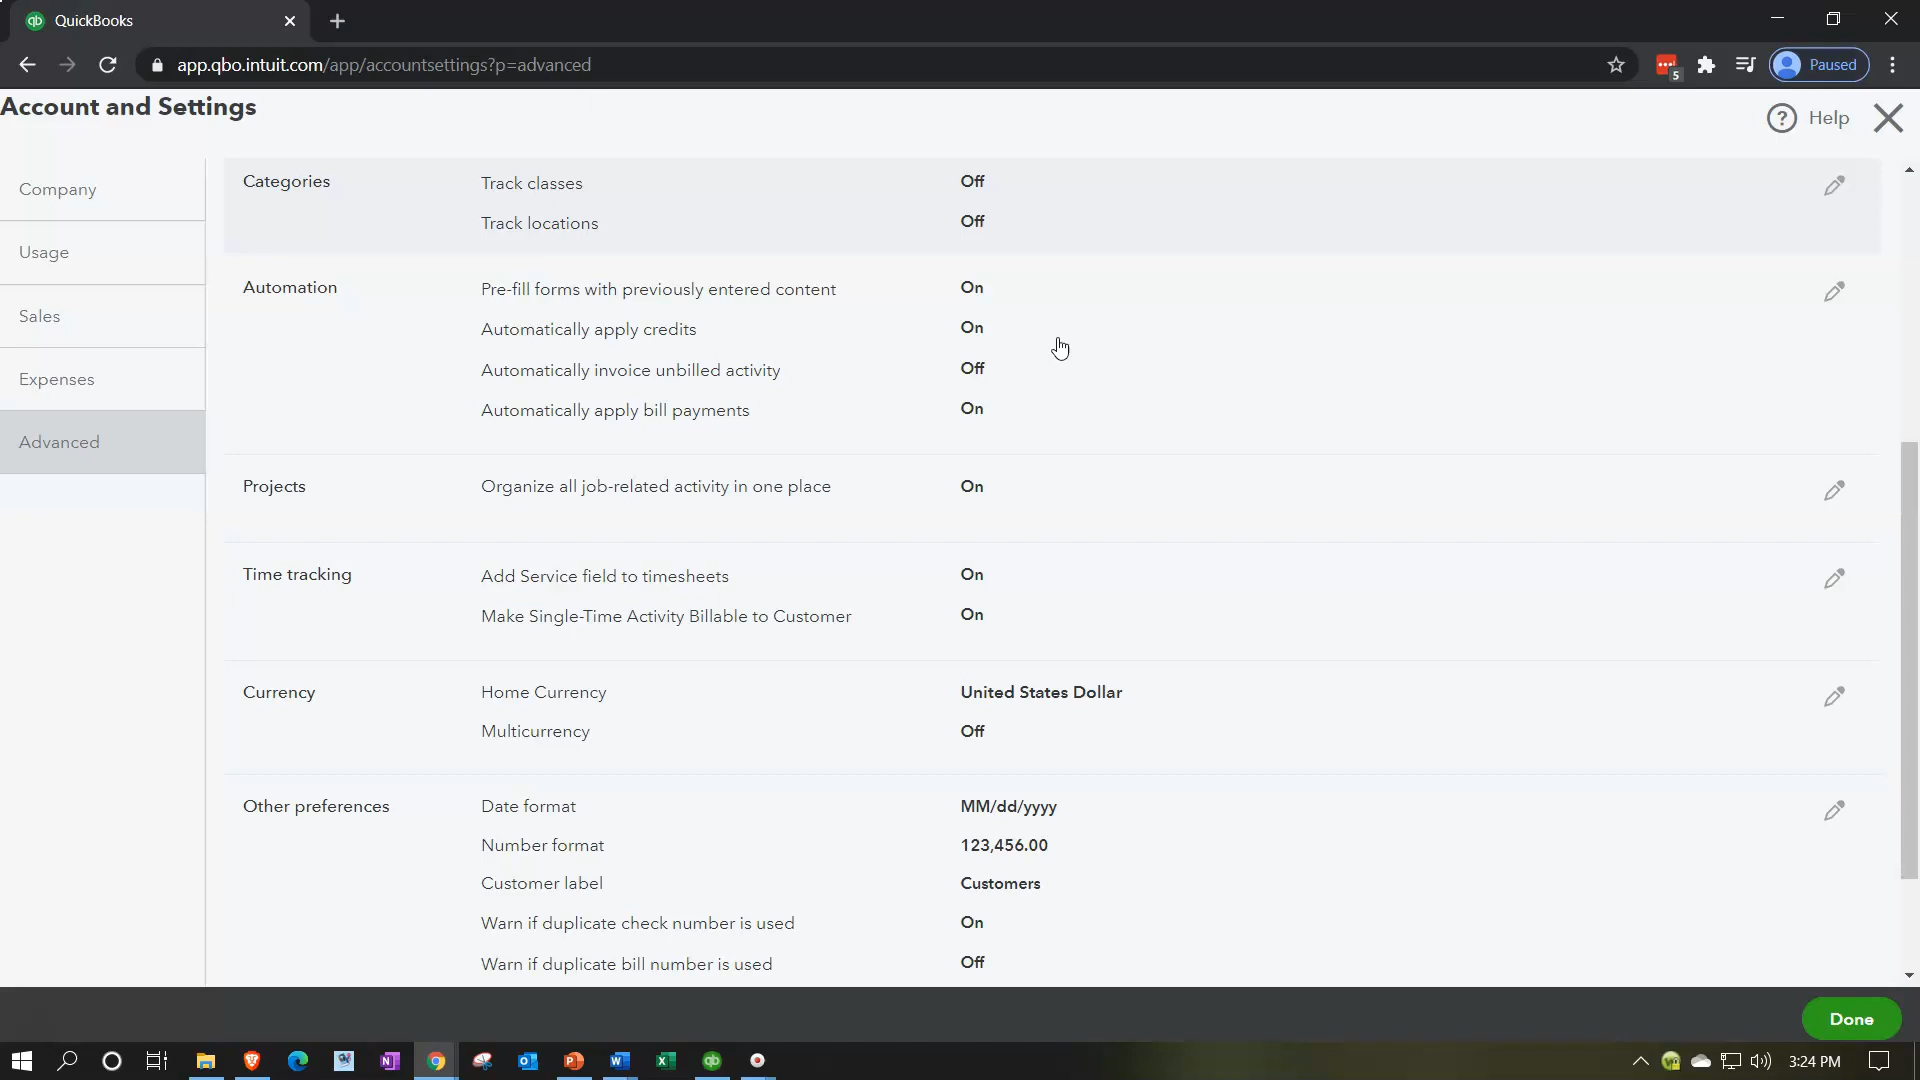 QuickBooks
app.qbo.intuit.com/app/accountsettings?p=advanced
5
Paused
Account and Settings
? Help
Company
Usage
Sales
Expenses
Advanced
Categories
Track classes Off
Track locations Off
Automation
Pre-fill forms with previously entered content On
Automatically apply credits On
Automatically invoice unbilled activity Off
Automatically apply bill payments On
Projects
Organize all job-related activity in one place On
Time tracking
Add Service field to timesheets On
Make Single-Time Activity Billable to Customer On
Currency
Home Currency United States Dollar
Multicurrency Off
Other preferences
Date format MM/dd/yyyy
Number format 123,456.00
Customer label Customers
Warn if duplicate check number is used On
Warn if duplicate bill number is used Off
Done
3:24 PM